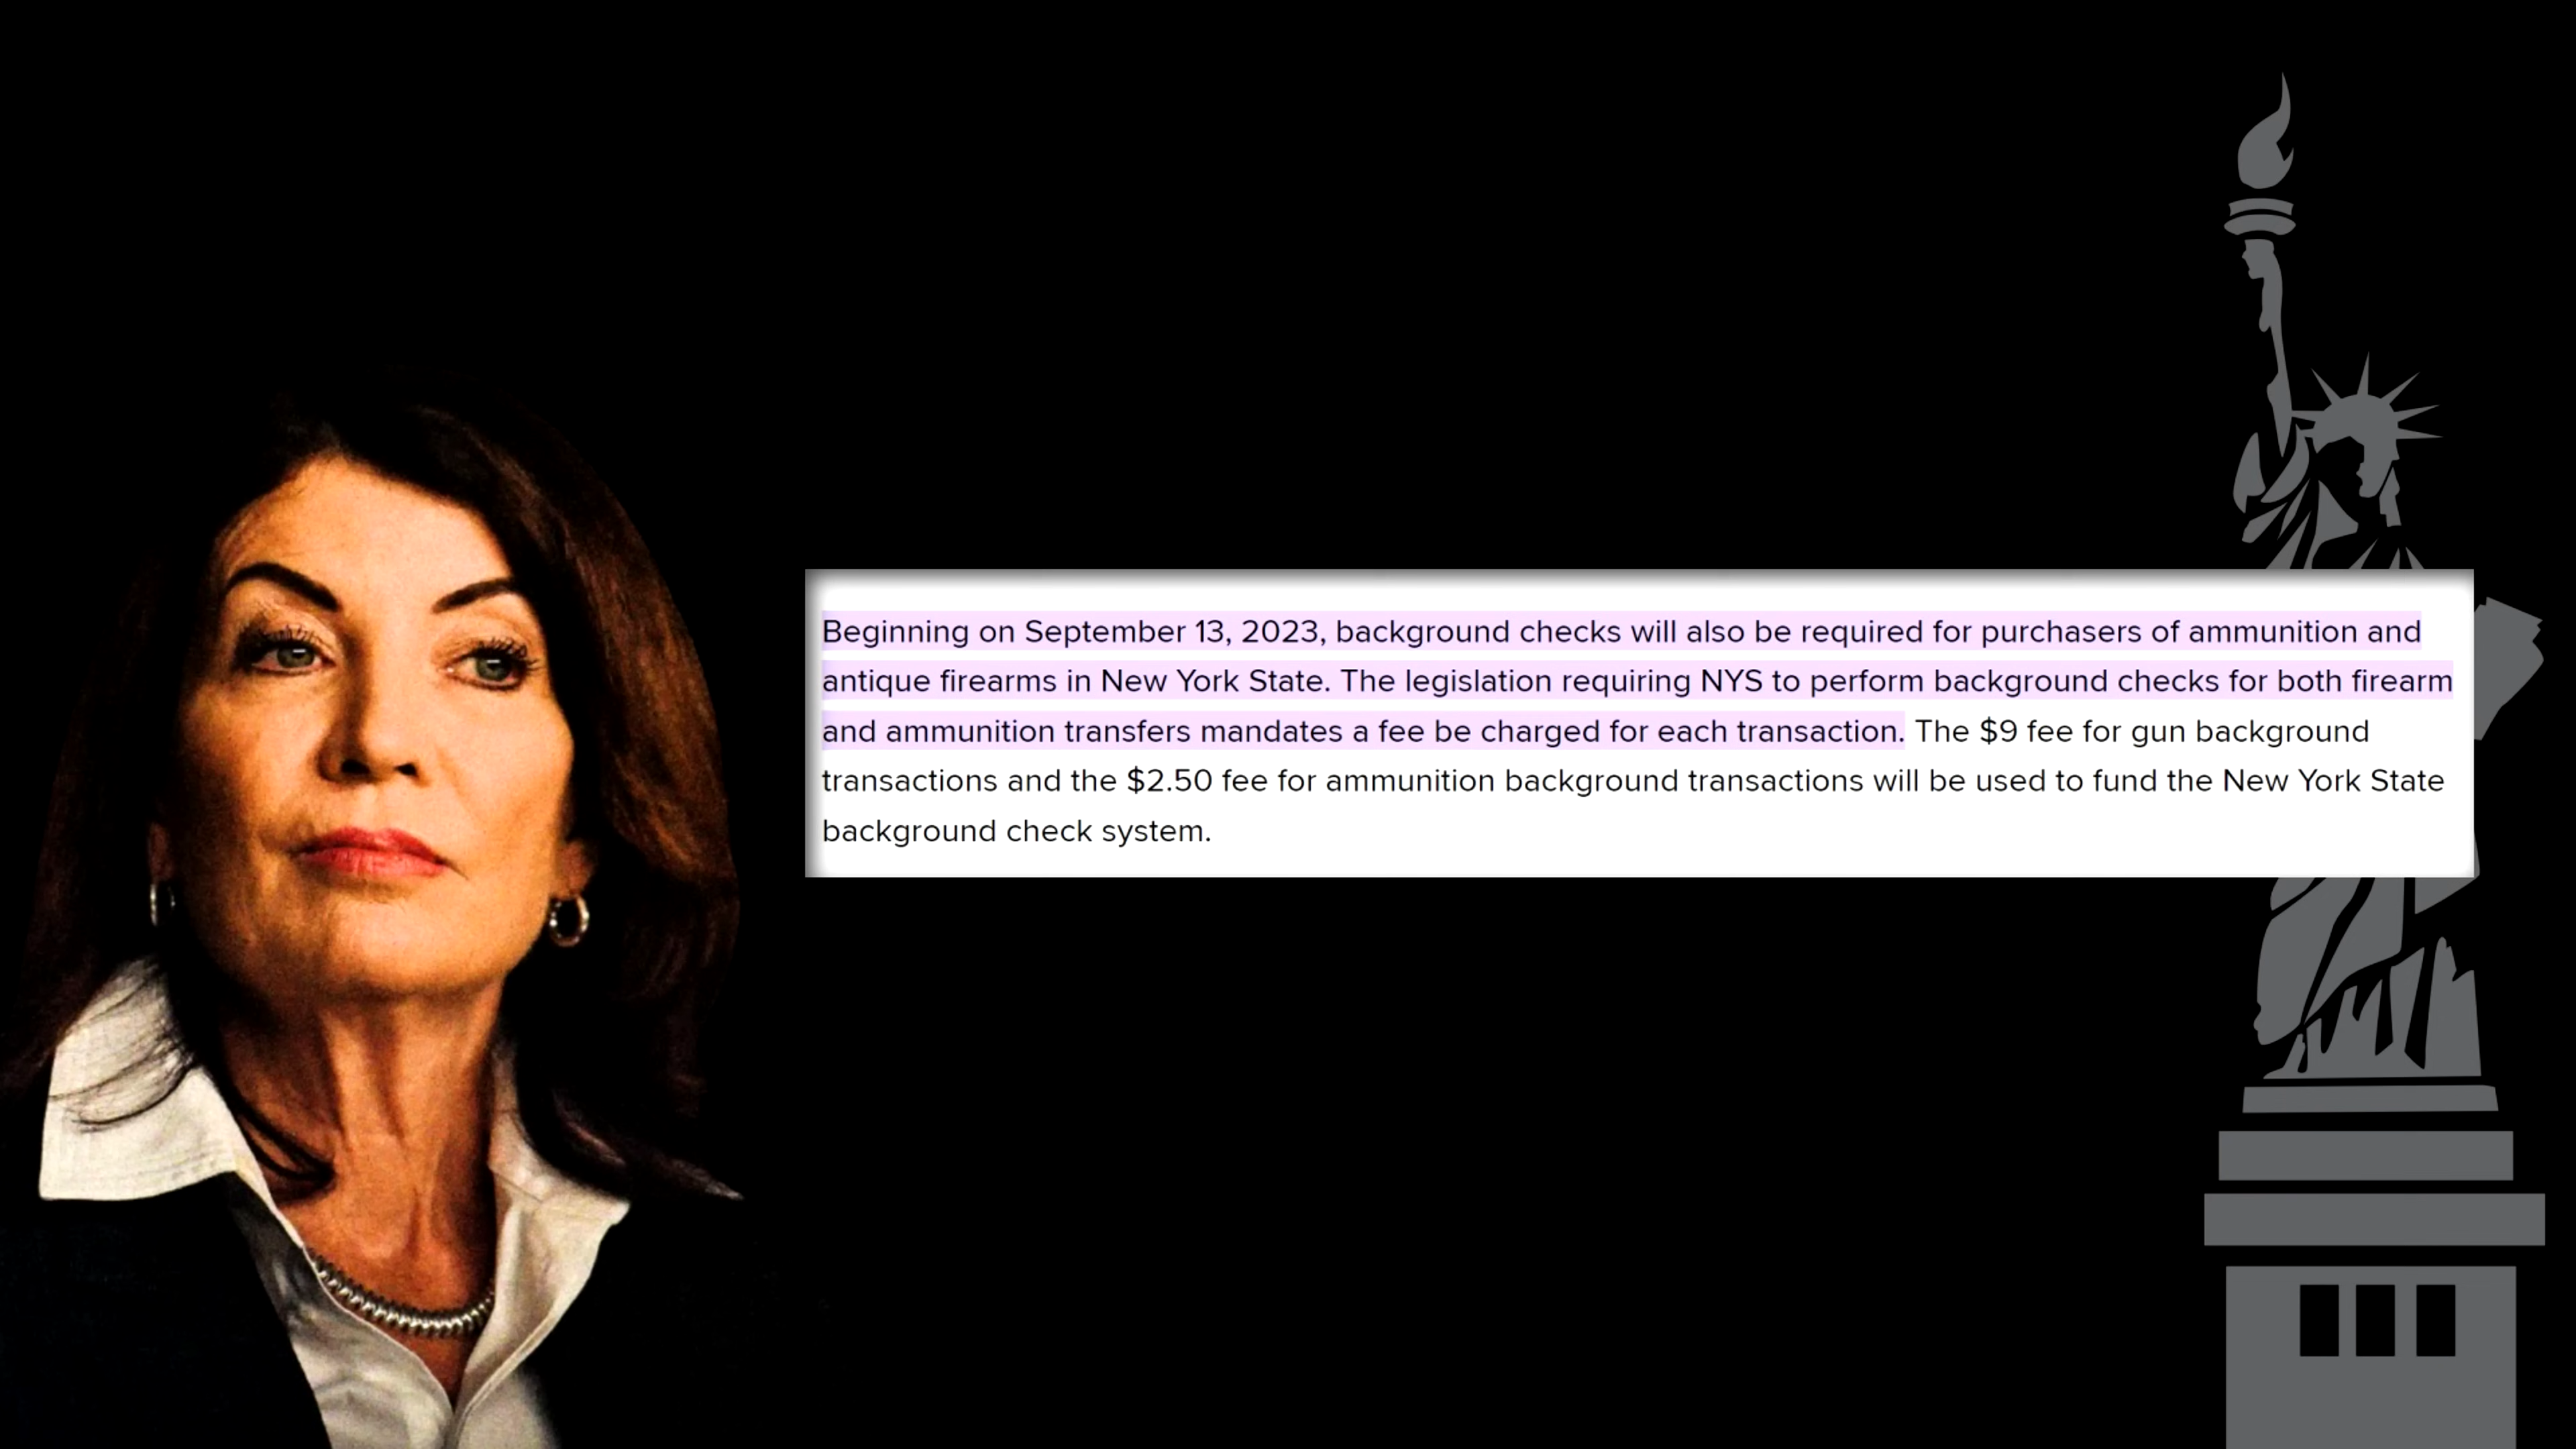 Beginning on September 13, 2023, background checks will also be required for purchasers of ammunition and
antique firearms in New York State. The legislation requiring NYS to perform background checks for both firearm
and ammunition transfers mandates a fee be charged for each transaction. The $9 fee for gun background
transactions and the $2.50 fee for ammunition background transactions will be used to fund the New York State
background check system.